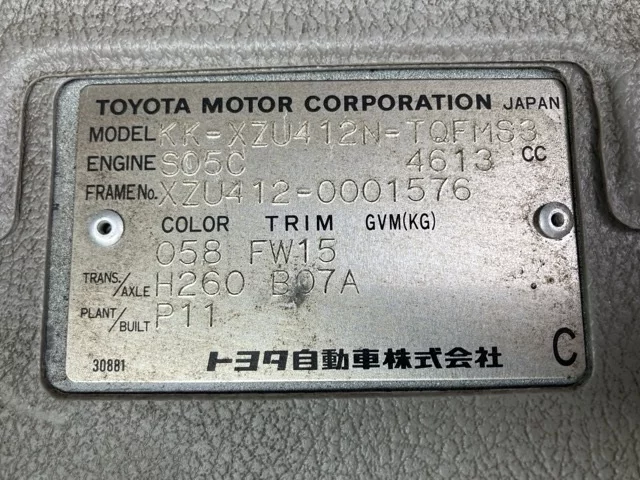 TOYOTA MOTOR CORPORATION JAPAN
MODEL KK-XZU412N-TQFMS3
ENGINE S05C 4613 CC
FRAME No. XZU412-0001576
COLOR TRIM GVM(KG)
058 FW15
TRANS./AXLE H260 B07A
PLANT/BUILT P11
30881 トヨタ自動車株式会社 C